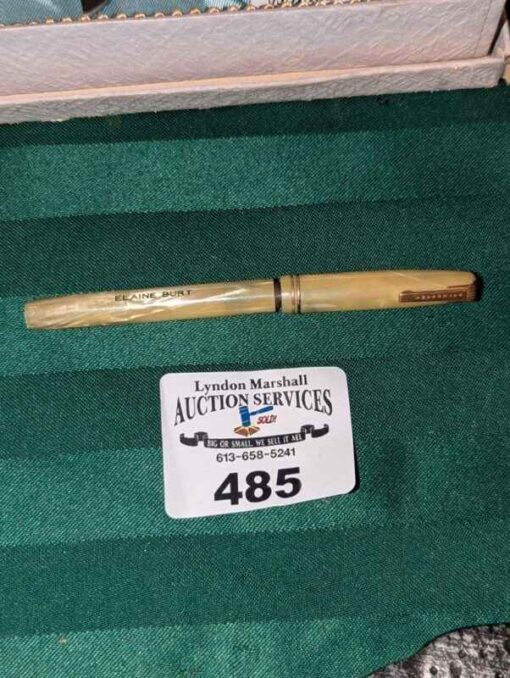 ELAINE BURT
Lyndon Marshall
AUCTION SERVICES
SOLD!
BIG OR SMALL, WE SELL IT ALL
613-658-5241
485